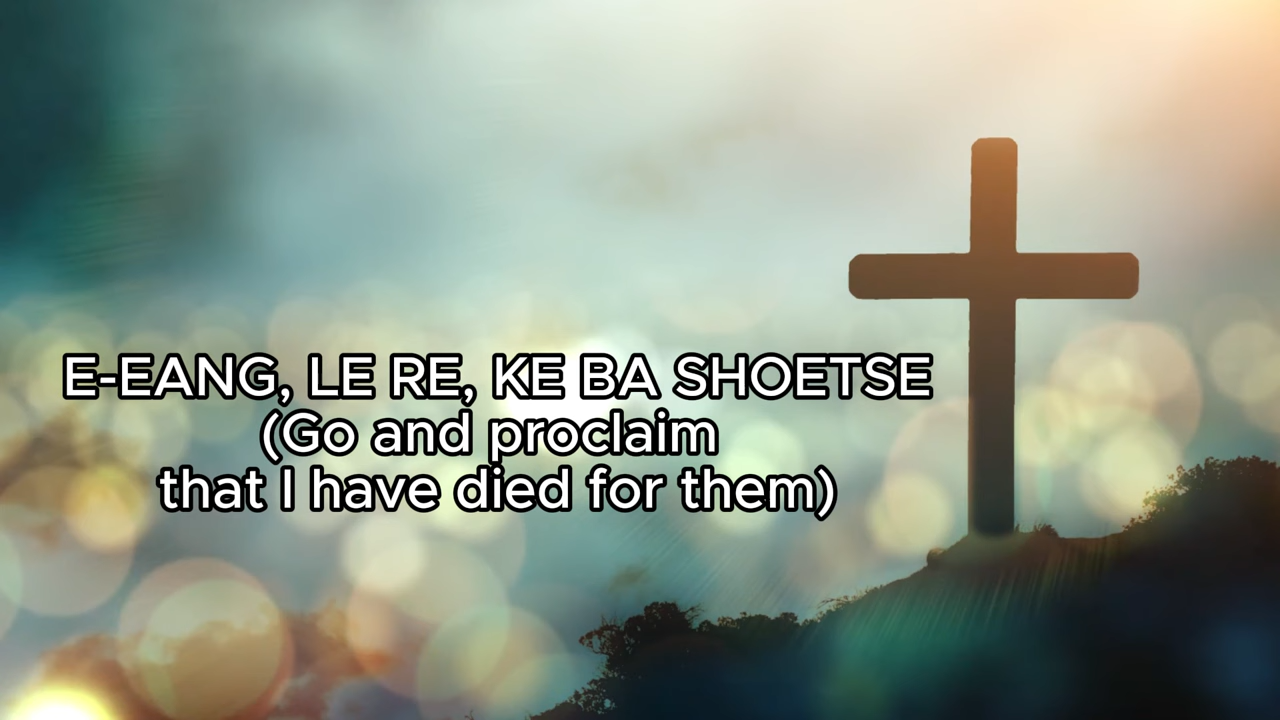 E-EANG, LE RE, KE BA SHOETSE
(Go and proclaim
that I have died for them)